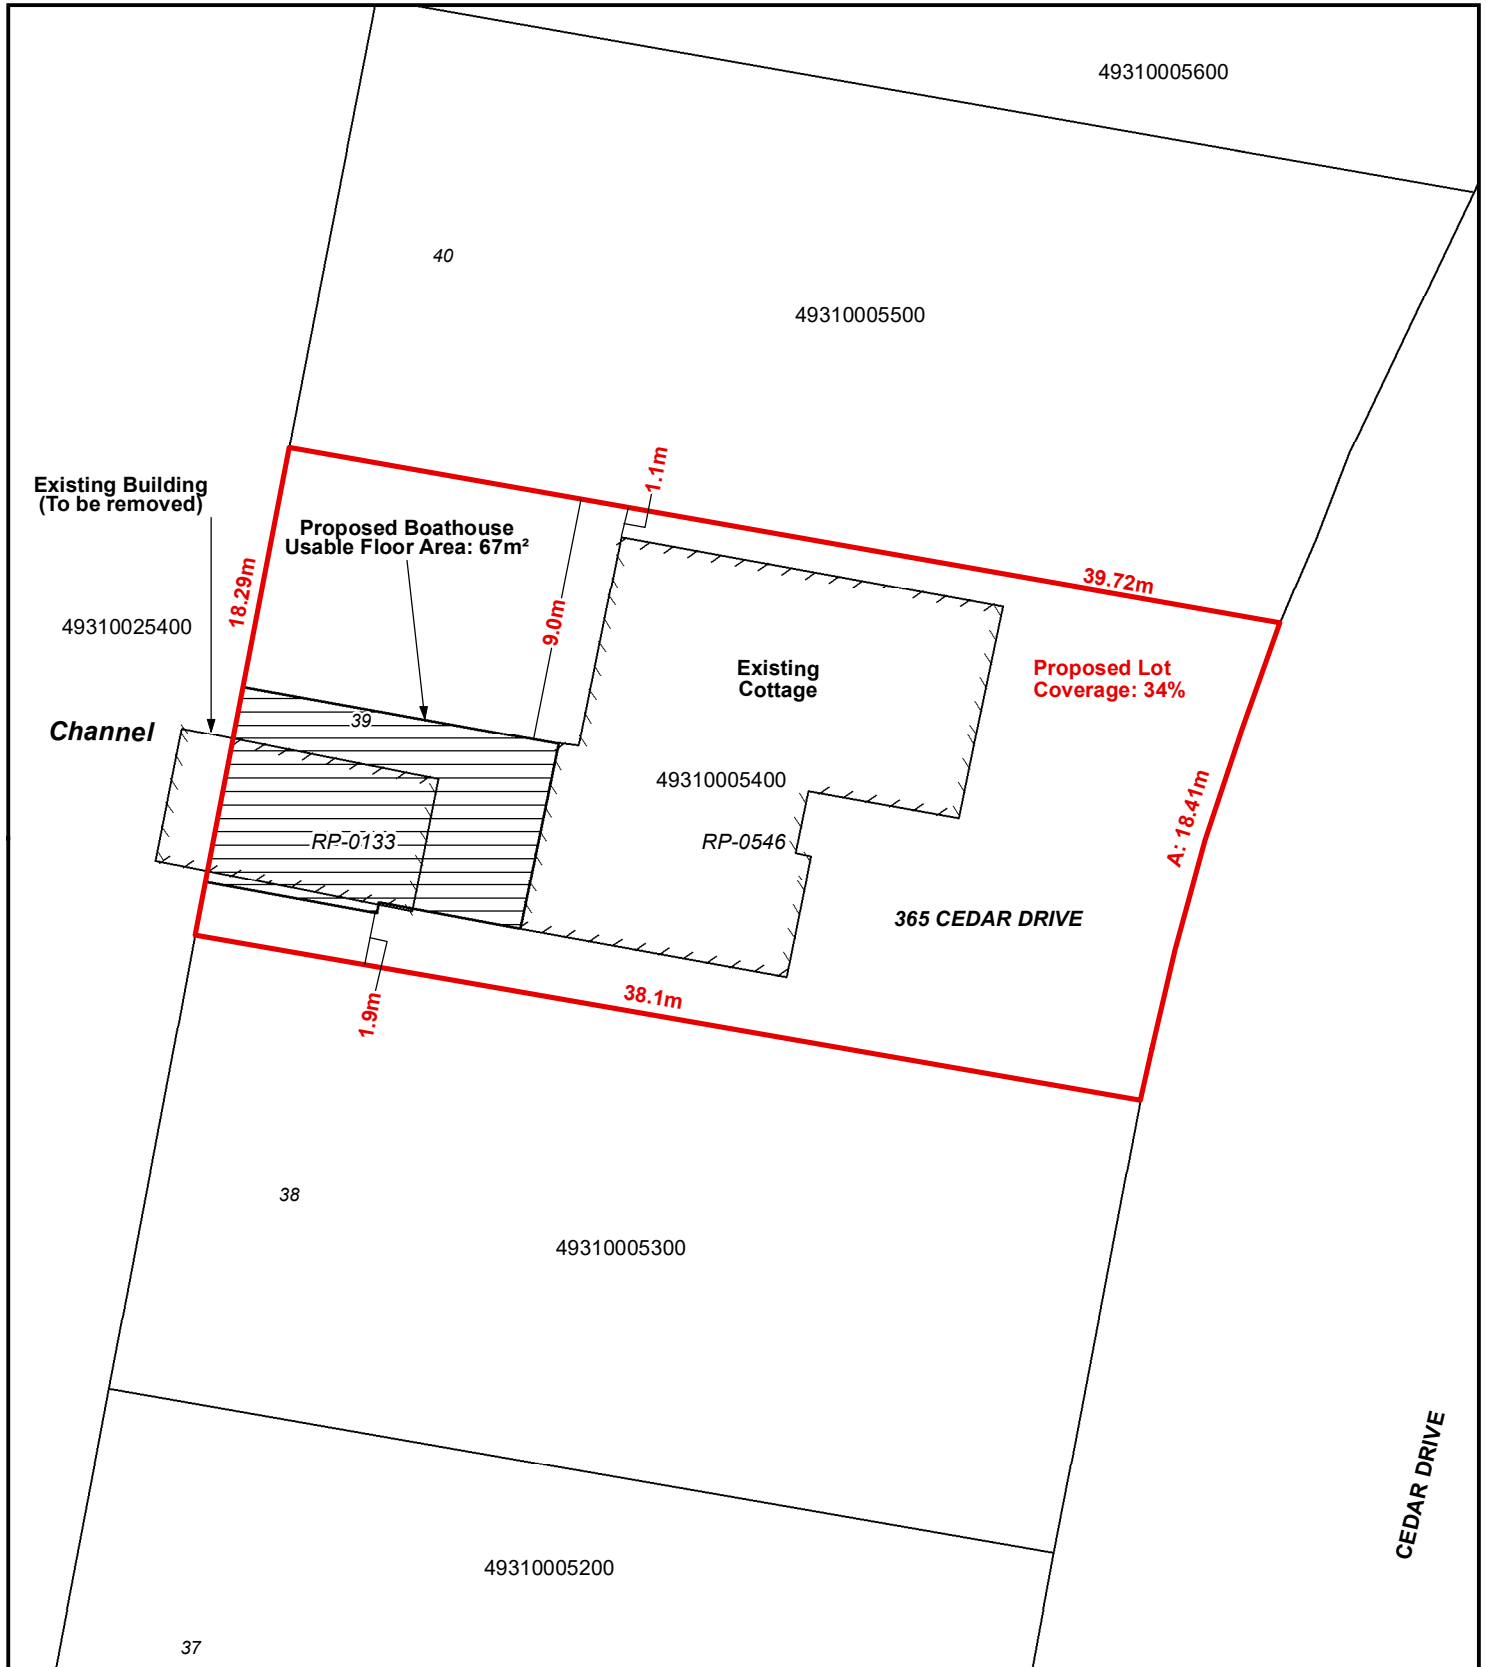 49310005600
40
49310005500
1.1m
Existing Building
(To be removed)
Proposed Boathouse
Usable Floor Area: 67m²
18.29m
39.72m
9.0m
49310025400
Existing
Cottage
Proposed Lot
Coverage: 34%
39
Channel
49310005400
A: 18.41m
RP-0133
RP-0546
365 CEDAR DRIVE
38.1m
1.9m
38
49310005300
CEDAR DRIVE
49310005200
37